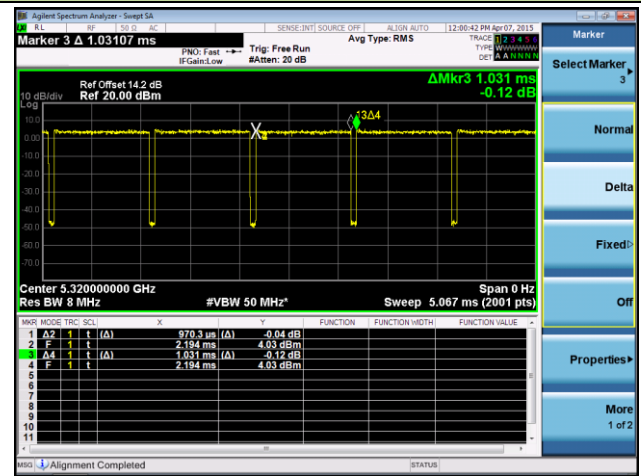 Agilent Spectrum Analyzer - Swept SA
RL RF 50 Ω AC SENSE:INT SOURCE OFF ALIGN AUTO 12:00:42 PM Apr 07, 2015
Marker 3 Δ 1.03107 ms
PNO: Fast
IFGain:Low
Trig: Free Run
#Atten: 20 dB
Avg Type: RMS
TRACE 1 2 3 4 5 6
TYPE WWWWWW
DET A A N N N N
Ref Offset 14.2 dB
10 dB/div Ref 20.00 dBm
Log
ΔMkr3 1.031 ms
-0.12 dB
10.0
0.00
-10.0
-20.0
-30.0
-40.0
-50.0
-60.0
-70.0
13Δ4
Center 5.320000000 GHz
Span 0 Hz
Res BW 8 MHz #VBW 50 MHz* Sweep 5.067 ms (2001 pts)
MKR MODE TRC SCL X Y FUNCTION FUNCTION WIDTH FUNCTION VALUE
1 Δ2 1 t (Δ) 970.3 µs (Δ) -0.04 dB
2 F 1 t 2.194 ms 4.03 dBm
3 Δ4 1 t (Δ) 1.031 ms (Δ) -0.12 dB
4 F 1 t 2.194 ms 4.03 dBm
5
6
7
8
9
10
11
MSG Alignment Completed STATUS
Marker
Select Marker
3
Normal
Delta
Fixed
Off
Properties
More
1 of 2